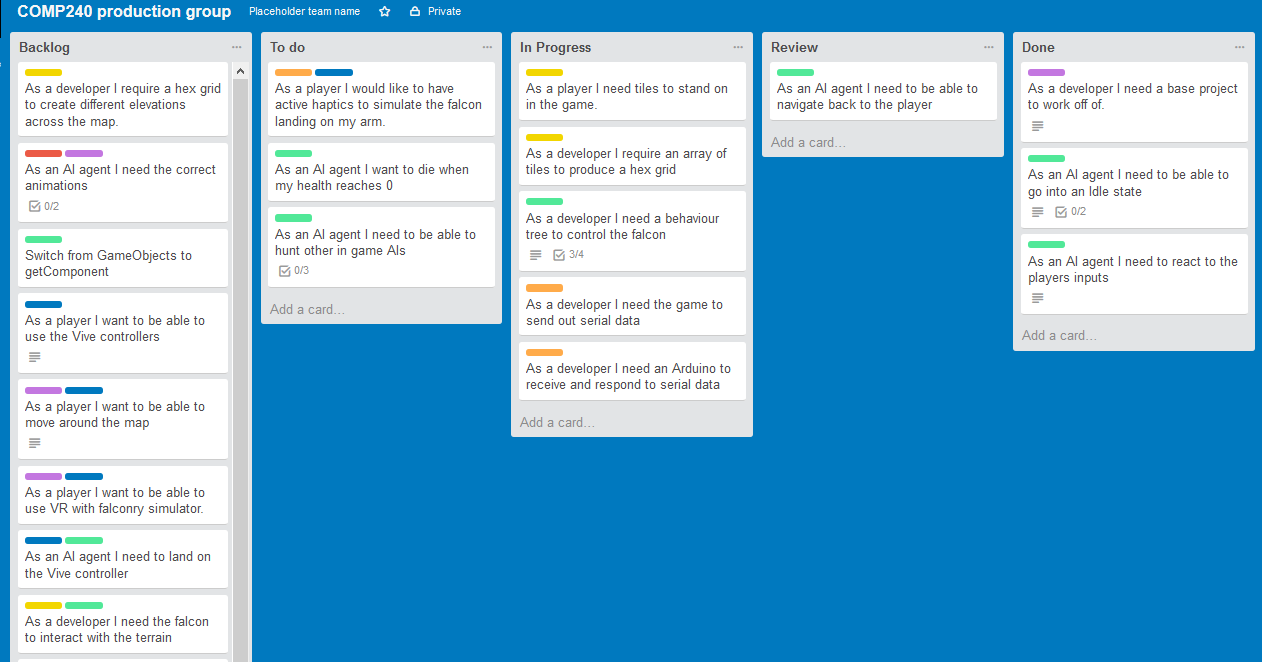 COMP240 production group
Placeholder team name
Private
Backlog
As a developer I require a hex grid
to create different elevations
across the map.
As an AI agent I need the correct
animations
0/2
Switch from GameObjects to
getComponent
As a player I want to be able to
use the Vive controllers
As a player I want to be able to
move around the map
As a player I want to be able to
use VR with falconry simulator.
As an AI agent I need to land on
the Vive controller
As a developer I need the falcon
to interact with the terrain
To do
As a player I would like to have
active haptics to simulate the falcon
landing on my arm.
As an AI agent I want to die when
my health reaches 0
As an AI agent I need to be able to
hunt other in game AIs
0/3
Add a card…
In Progress
As a player I need tiles to stand on
in the game.
As a developer I require an array of
tiles to produce a hex grid
As a developer I need a behaviour
tree to control the falcon
3/4
As a developer I need the game to
send out serial data
As a developer I need an Arduino to
receive and respond to serial data
Add a card…
Review
As an AI agent I need to be able to
navigate back to the player
Add a card…
Done
As a developer I need a base project
to work off of.
As an AI agent I need to be able to
go into an Idle state
0/2
As an AI agent I need to react to the
players inputs
Add a card…